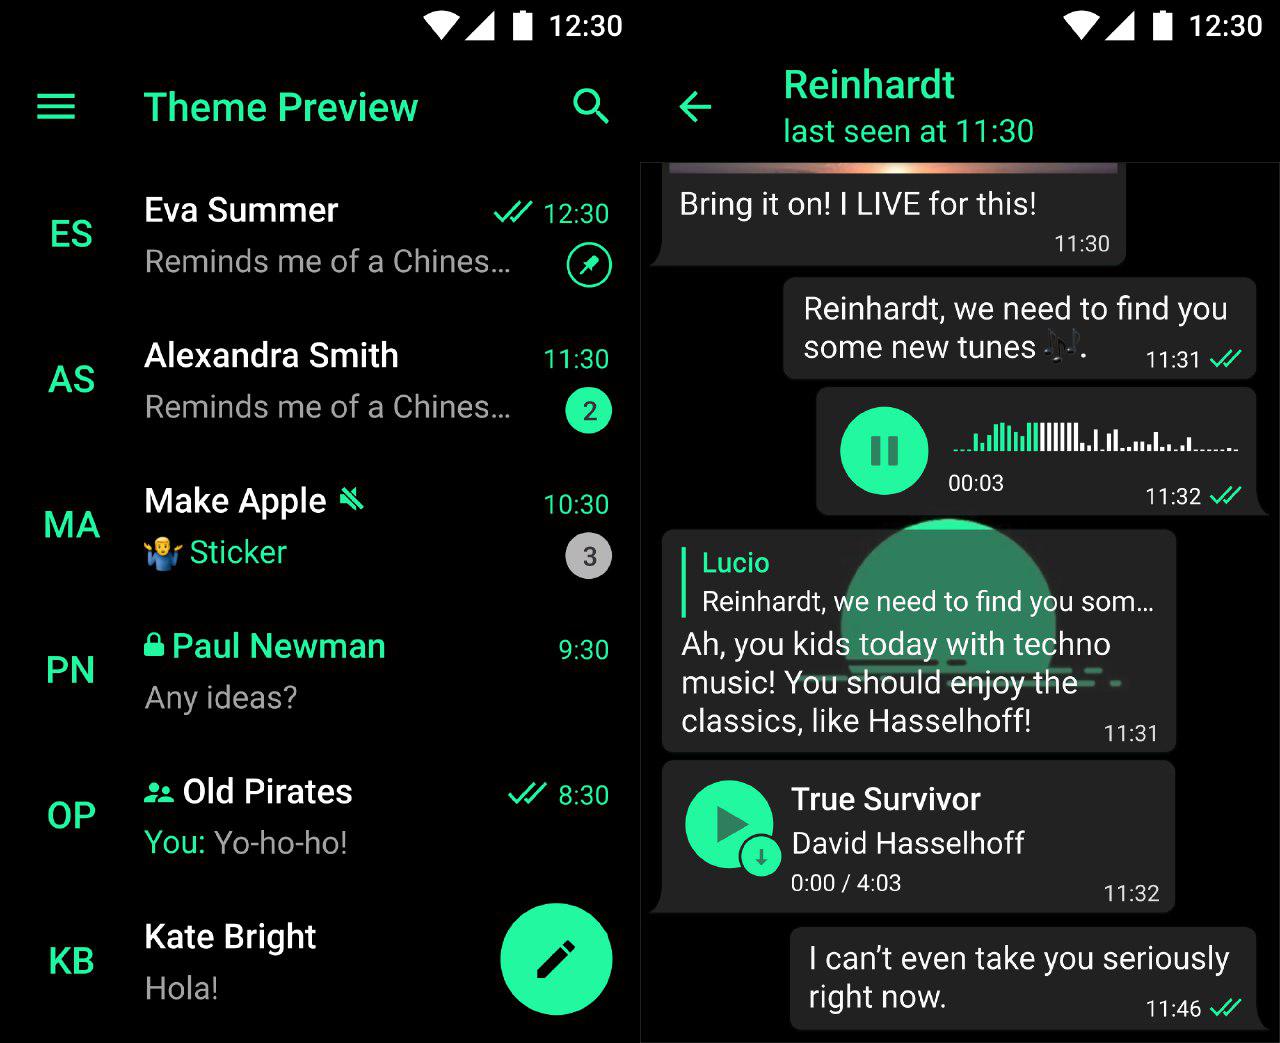 12:30
Theme Preview
ES
Eva Summer
12:30
Reminds me of a Chines...
AS
Alexandra Smith
11:30
Reminds me of a Chines...
2
MA
Make Apple
10:30
Sticker
3
PN
Paul Newman
9:30
Any ideas?
OP
Old Pirates
8:30
You: Yo-ho-ho!
KB
Kate Bright
Hola!
12:30
Reinhardt
last seen at 11:30
Bring it on! I LIVE for this!
11:30
Reinhardt, we need to find you
some new tunes 🎶.
11:31
00:03
11:32
Lucio
Reinhardt, we need to find you som...
Ah, you kids today with techno
music! You should enjoy the
classics, like Hasselhoff!
11:31
True Survivor
David Hasselhoff
0:00 / 4:03
11:32
I can’t even take you seriously
right now.
11:46